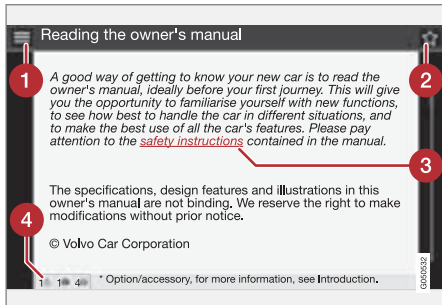 Reading the owner's manual
1
2
A good way of getting to know your new car is to read the
owner's manual, ideally before your first journey. This will give
you the opportunity to familiarise yourself with new functions,
to see how best to handle the car in different situations, and
to make the best use of all the car's features. Please pay
attention to the safety instructions contained in the manual.
3
The specifications, design features and illustrations in this
owner's manual are not binding. We reserve the right to make
modifications without prior notice.
4
© Volvo Car Corporation
1 1 4 * Option/accessory, for more information, see Introduction.
G050532